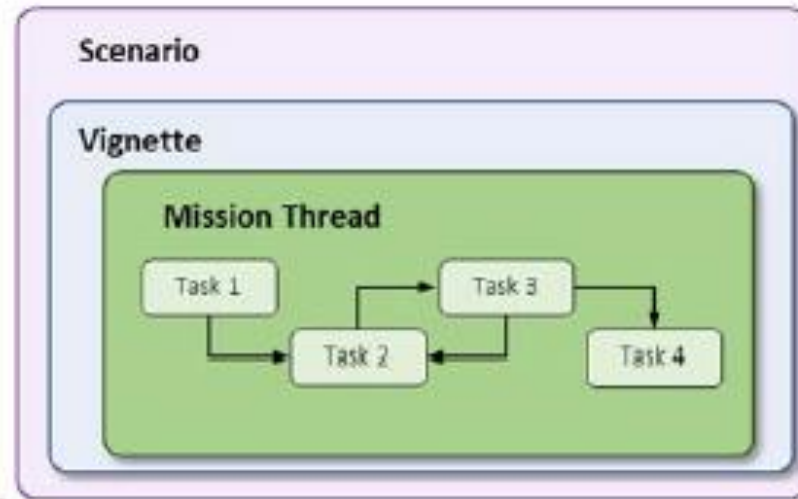 Scenario
Vignette
Mission Thread
Task 1
Task 3
Task 2
Task 4